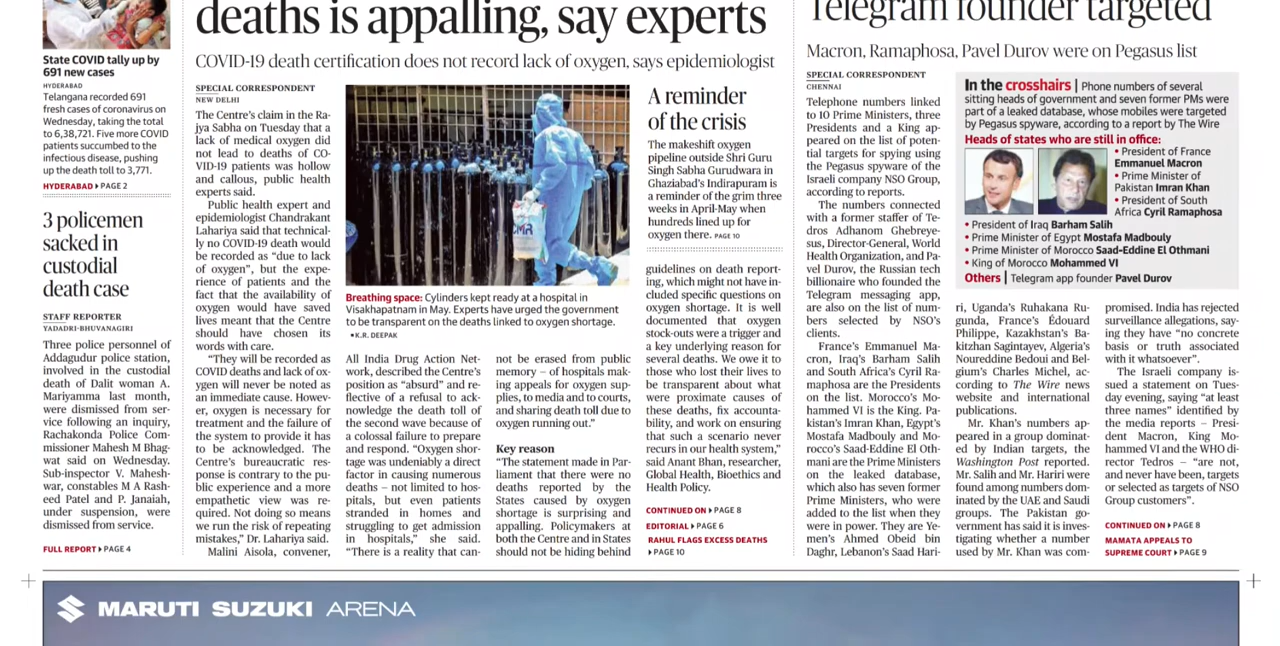 State COVID tally up by
691 new cases
HYDERABAD
Telangana recorded 691
fresh cases of coronavirus on
Wednesday, taking the total
to 6,38,721. Five more COVID
patients succumbed to the
infectious disease, pushing
up the death toll to 3,771.
HYDERABAD PAGE 2
3 policemen
sacked in
custodial
death case
STAFF REPORTER
YADADRI-BHUVANAGIRI
Three police personnel of
Addagudur police station,
involved in the custodial
death of Dalit woman A.
Mariyamma last month,
were dismissed from ser-
vice following an inquiry,
Rachakonda Police Com-
missioner Mahesh M Bhag-
wat said on Wednesday.
Sub-inspector V. Mahesh-
war, constables M A Rash-
eed Patel and P. Janaiah,
under suspension, were
dismissed from service.
FULL REPORT PAGE 4
deaths is appalling, say experts
COVID-19 death certification does not record lack of oxygen, says epidemiologist
SPECIAL CORRESPONDENT
NEW DELHI
The Centre's claim in the Ra-
jya Sabha on Tuesday that a
lack of medical oxygen did
not lead to deaths of CO-
VID-19 patients was hollow
and callous, public health
experts said.
Public health expert and
epidemiologist Chandrakant
Lahariya said that technical-
ly no COVID-19 death would
be recorded as "due to lack
of oxygen", but the expe-
rience of patients and the
fact that the availability of
oxygen would have saved
lives meant that the Centre
should have chosen its
words with care.
"They will be recorded as
COVID deaths and lack of ox-
ygen will never be noted as
an immediate cause. Howev-
er, oxygen is necessary for
treatment and the failure of
the system to provide it has
to be acknowledged. The
Centre's bureaucratic res-
ponse is contrary to the pu-
blic experience and a more
empathetic view was re-
quired. Not doing so means
we run the risk of repeating
mistakes," Dr. Lahariya said.
Malini Aisola, convener,
Breathing space: Cylinders kept ready at a hospital in
Visakhapatnam in May. Experts have urged the government
to be transparent on the deaths linked to oxygen shortage.
•K.R. DEEPAK
All India Drug Action Net-
work, described the Centre's
position as "absurd" and re-
flective of a refusal to ack-
nowledge the death toll of
the second wave because of
a colossal failure to prepare
and respond. "Oxygen shor-
tage was undeniably a direct
factor in causing numerous
deaths – not limited to hos-
pitals, but even patients
stranded in homes and
struggling to get admission
in hospitals," she said.
"There is a reality that can-
not be erased from public
memory – of hospitals mak-
ing appeals for oxygen sup-
plies, to media and to courts,
and sharing death toll due to
oxygen running out."
Key reason
"The statement made in Par-
liament that there were no
deaths reported by the
States caused by oxygen
shortage is surprising and
appalling. Policymakers at
both the Centre and in States
should not be hiding behind
A reminder
of the crisis
The makeshift oxygen
pipeline outside Shri Guru
Singh Sabha Gurudwara in
Ghaziabad's Indirapuram is
a reminder of the grim three
weeks in April-May when
hundreds lined up for
oxygen there. PAGE 10
guidelines on death report-
ing, which might not have in-
cluded specific questions on
oxygen shortage. It is well
documented that oxygen
stock-outs were a trigger and
a key underlying reason for
several deaths. We owe it to
those who lost their lives to
be transparent about what
were proximate causes of
these deaths, fix accounta-
bility, and work on ensuring
that such a scenario never
recurs in our health system,"
said Anant Bhan, researcher,
Global Health, Bioethics and
Health Policy.
CONTINUED ON PAGE 8
EDITORIAL PAGE 6
RAHUL FLAGS EXCESS DEATHS
PAGE 10
Telegram founder targeted
Macron, Ramaphosa, Pavel Durov were on Pegasus list
SPECIAL CORRESPONDENT
CHENNAI
Telephone numbers linked
to 10 Prime Ministers, three
Presidents and a King ap-
peared on the list of poten-
tial targets for spying using
the Pegasus spyware of the
Israeli company NSO Group,
according to reports.
The numbers connected
with a former staffer of Te-
dros Adhanom Ghebreye-
sus, Director-General, World
Health Organization, and Pa-
vel Durov, the Russian tech
billionaire who founded the
Telegram messaging app,
are also on the list of num-
bers selected by NSO's
clients.
France's Emmanuel Ma-
cron, Iraq's Barham Salih
and South Africa's Cyril Ra-
maphosa are the Presidents
on the list. Morocco's Mo-
hammed VI is the King. Pa-
kistan's Imran Khan, Egypt's
Mostafa Madbouly and Mo-
rocco's Saad-Eddine El Oth-
mani are the Prime Ministers
on the leaked database,
which also has seven former
Prime Ministers, who were
added to the list when they
were in power. They are Ye-
men's Ahmed Obeid bin
Daghr, Lebanon's Saad Hari-
In the crosshairs | Phone numbers of several
sitting heads of government and seven former PMs were
part of a leaked database, whose mobiles were targeted
by Pegasus spyware, according to a report by The Wire
Heads of states who are still in office:
• President of France
Emmanuel Macron
• Prime Minister of
Pakistan Imran Khan
• President of South
Africa Cyril Ramaphosa
• President of Iraq Barham Salih
• Prime Minister of Egypt Mostafa Madbouly
• Prime Minister of Morocco Saad-Eddine El Othmani
• King of Morocco Mohammed VI
Others | Telegram app founder Pavel Durov
ri, Uganda's Ruhakana Ru-
gunda, France's Édouard
Philippe, Kazakhstan's Ba-
kitzhan Sagintayev, Algeria's
Noureddine Bedoui and Bel-
gium's Charles Michel, ac-
cording to The Wire news
website and international
publications.
Mr. Khan's numbers ap-
peared in a group dominat-
ed by Indian targets, the
Washington Post reported.
Mr. Salih and Mr. Hariri were
found among numbers dom-
inated by the UAE and Saudi
groups. The Pakistan go-
vernment has said it is inves-
tigating whether a number
used by Mr. Khan was com-
promised. India has rejected
surveillance allegations, say-
ing they have "no concrete
basis or truth associated
with it whatsoever".
The Israeli company is-
sued a statement on Tues-
day evening, saying "at least
three names" identified by
the media reports – Presi-
dent Macron, King Mo-
hammed VI and the WHO di-
rector Tedros – "are not,
and never have been, targets
or selected as targets of NSO
Group customers".
CONTINUED ON PAGE 8
MAMATA APPEALS TO
SUPREME COURT PAGE 9
MARUTI SUZUKI ARENA